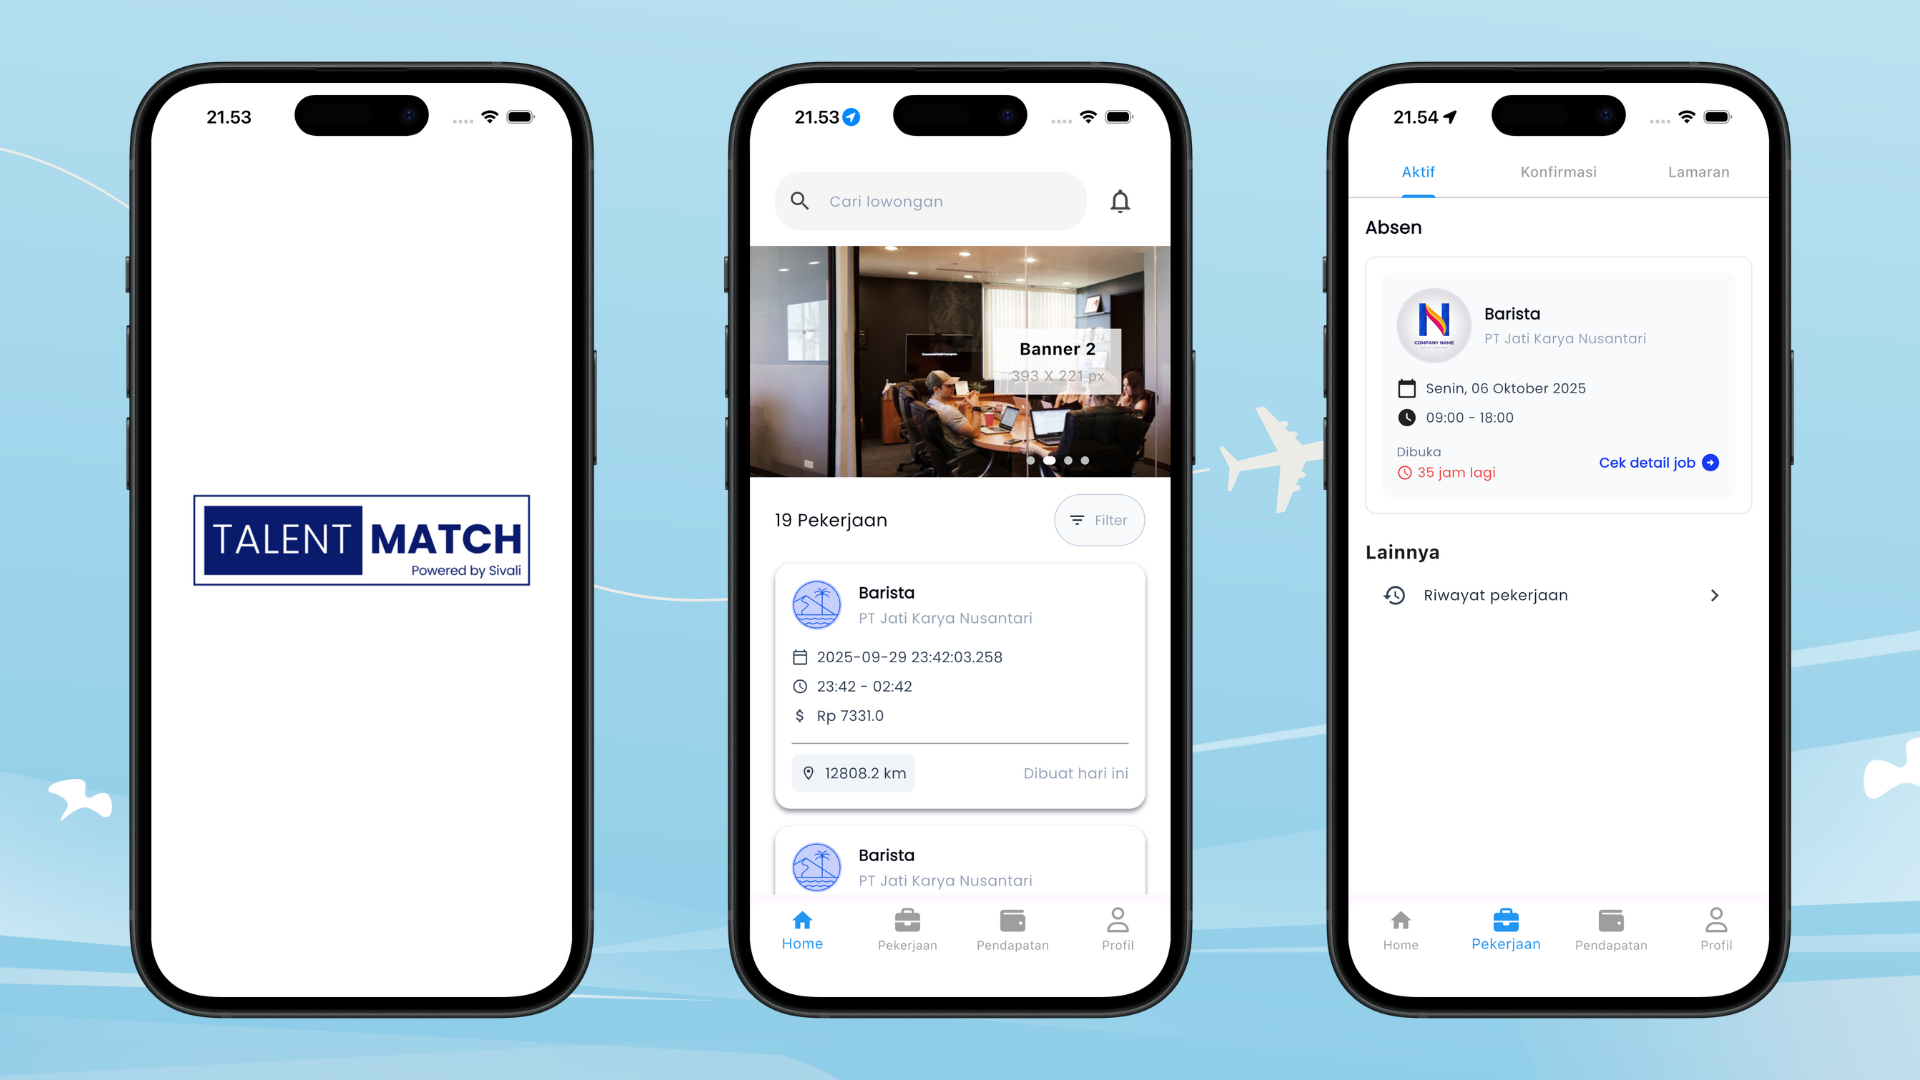 21.53
TALENT MATCH
Powered by Sivali
21.53
Cari lowongan
Banner 2
393 X 221 px
19 Pekerjaan
Filter
Barista
PT Jati Karya Nusantari
2025-09-29 23:42:03.258
23:42 - 02:42
$ Rp 7331.0
12808.2 km
Dibuat hari ini
Barista
PT Jati Karya Nusantari
Home
Pekerjaan
Pendapatan
Profil
21.54
Aktif
Konfirmasi
Lamaran
Absen
N
COMPANY NAME
Barista
PT Jati Karya Nusantari
Senin, 06 Oktober 2025
09:00 - 18:00
Dibuka
35 jam lagi
Cek detail job
Lainnya
Riwayat pekerjaan
Home
Pekerjaan
Pendapatan
Profil